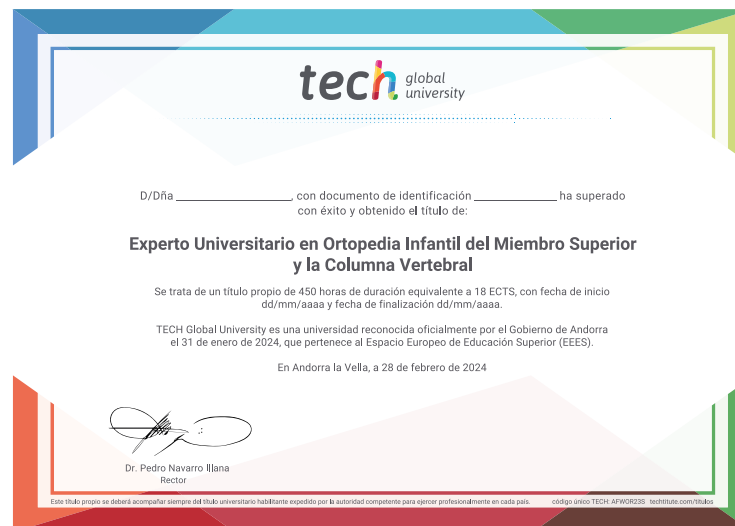 tech global university
D/Dña ____________________, con documento de identificación ______________ ha superado
con éxito y obtenido el título de:
Experto Universitario en Ortopedia Infantil del Miembro Superior
y la Columna Vertebral
Se trata de un título propio de 450 horas de duración equivalente a 18 ECTS, con fecha de inicio
dd/mm/aaaa y fecha de finalización dd/mm/aaaa.
TECH Global University es una universidad reconocida oficialmente por el Gobierno de Andorra
el 31 de enero de 2024, que pertenece al Espacio Europeo de Educación Superior (EEES).
En Andorra la Vella, a 28 de febrero de 2024
Dr. Pedro Navarro Illana
Rector
Este título propio se deberá acompañar siempre del título universitario habilitante expedido por la autoridad competente para ejercer profesionalmente en cada país. código único TECH: AFWOR23S techtitute.com/titulos